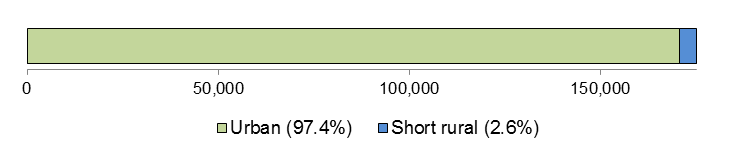 0 50,000 100,000 150,000
Urban (97.4%) Short rural (2.6%)